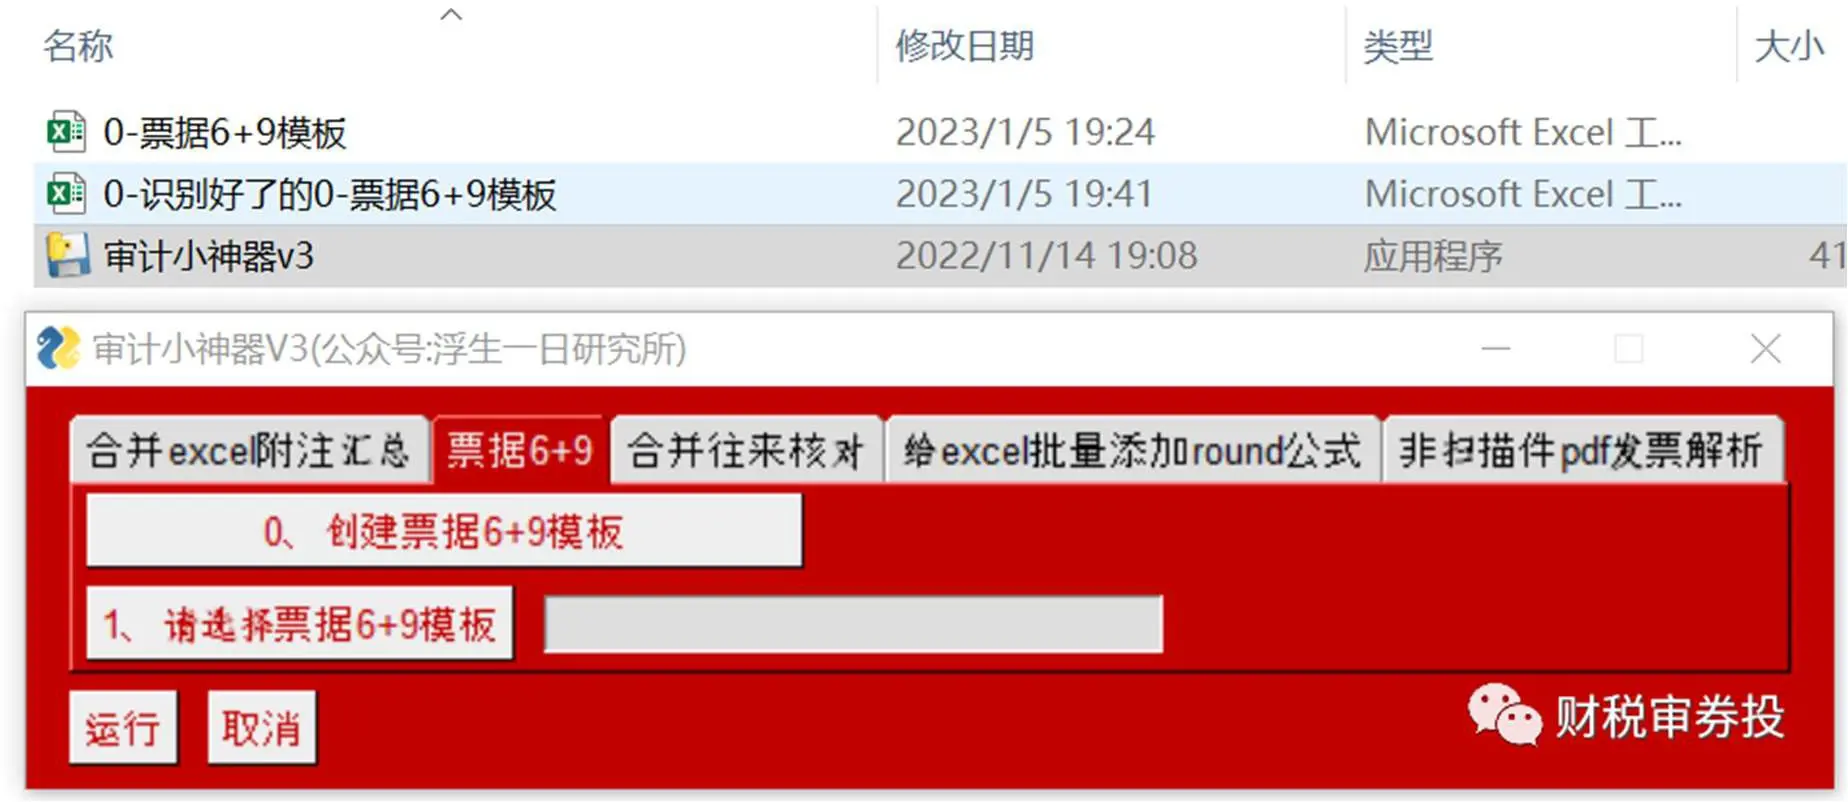 名称 修改日期 类型 大小
0-票据6+9模板 2023/1/5 19:24 Microsoft Excel 工...
0-识别好了的0-票据6+9模板 2023/1/5 19:41 Microsoft Excel 工...
审计小神器v3 2022/11/14 19:08 应用程序 41
审计小神器V3(公众号:浮生一日研究所)
合并excel附注汇总 票据6+9 合并往来核对 给excel批量添加round公式 非扫描件pdf发票解析
0、 创建票据6+9模板
1、 请选择票据6+9模板
运行 取消
财税审券投